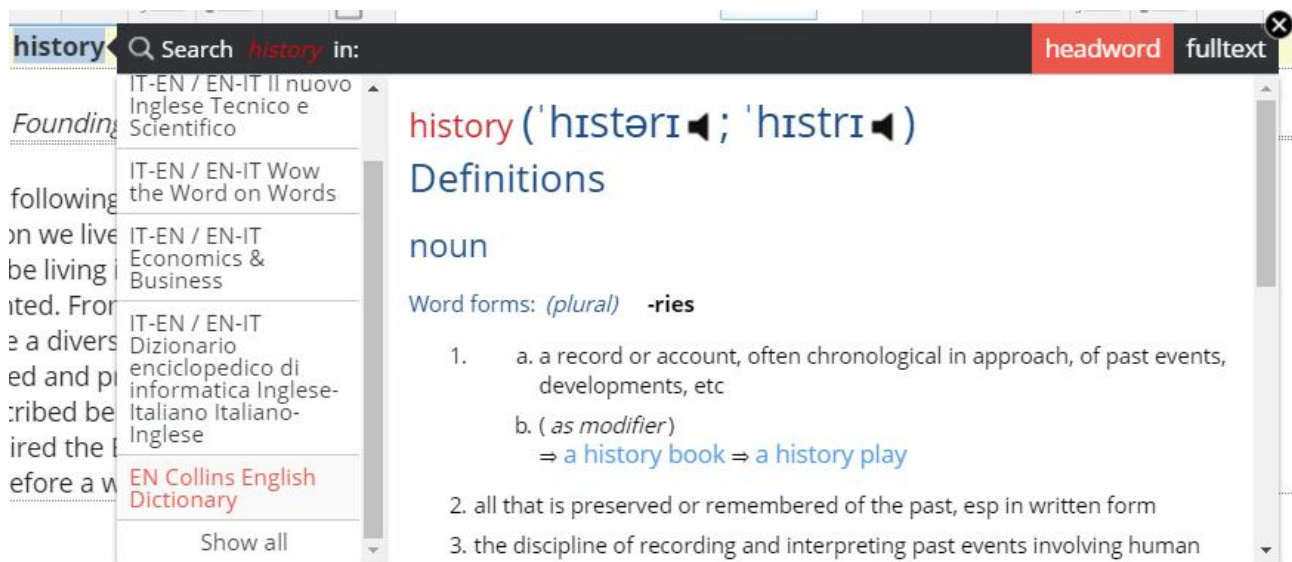 history
Search history in:
headword fulltext
Founding
following
on we live
be living i
nted. From
e a divers
ed and pr
cribed be
ired the E
efore a w
IT-EN / EN-IT Il nuovo
Inglese Tecnico e
Scientifico
IT-EN / EN-IT Wow
the Word on Words
IT-EN / EN-IT
Economics &
Business
IT-EN / EN-IT
Dizionario
enciclopedico di
informatica Inglese-
Italiano Italiano-
Inglese
EN Collins English
Dictionary
Show all
history (ˈhɪstərɪ ; ˈhɪstrɪ )
Definitions
noun
Word forms: (plural) -ries
1. a. a record or account, often chronological in approach, of past events,
developments, etc
b. ( as modifier )
⇒ a history book ⇒ a history play
2. all that is preserved or remembered of the past, esp in written form
3. the discipline of recording and interpreting past events involving human